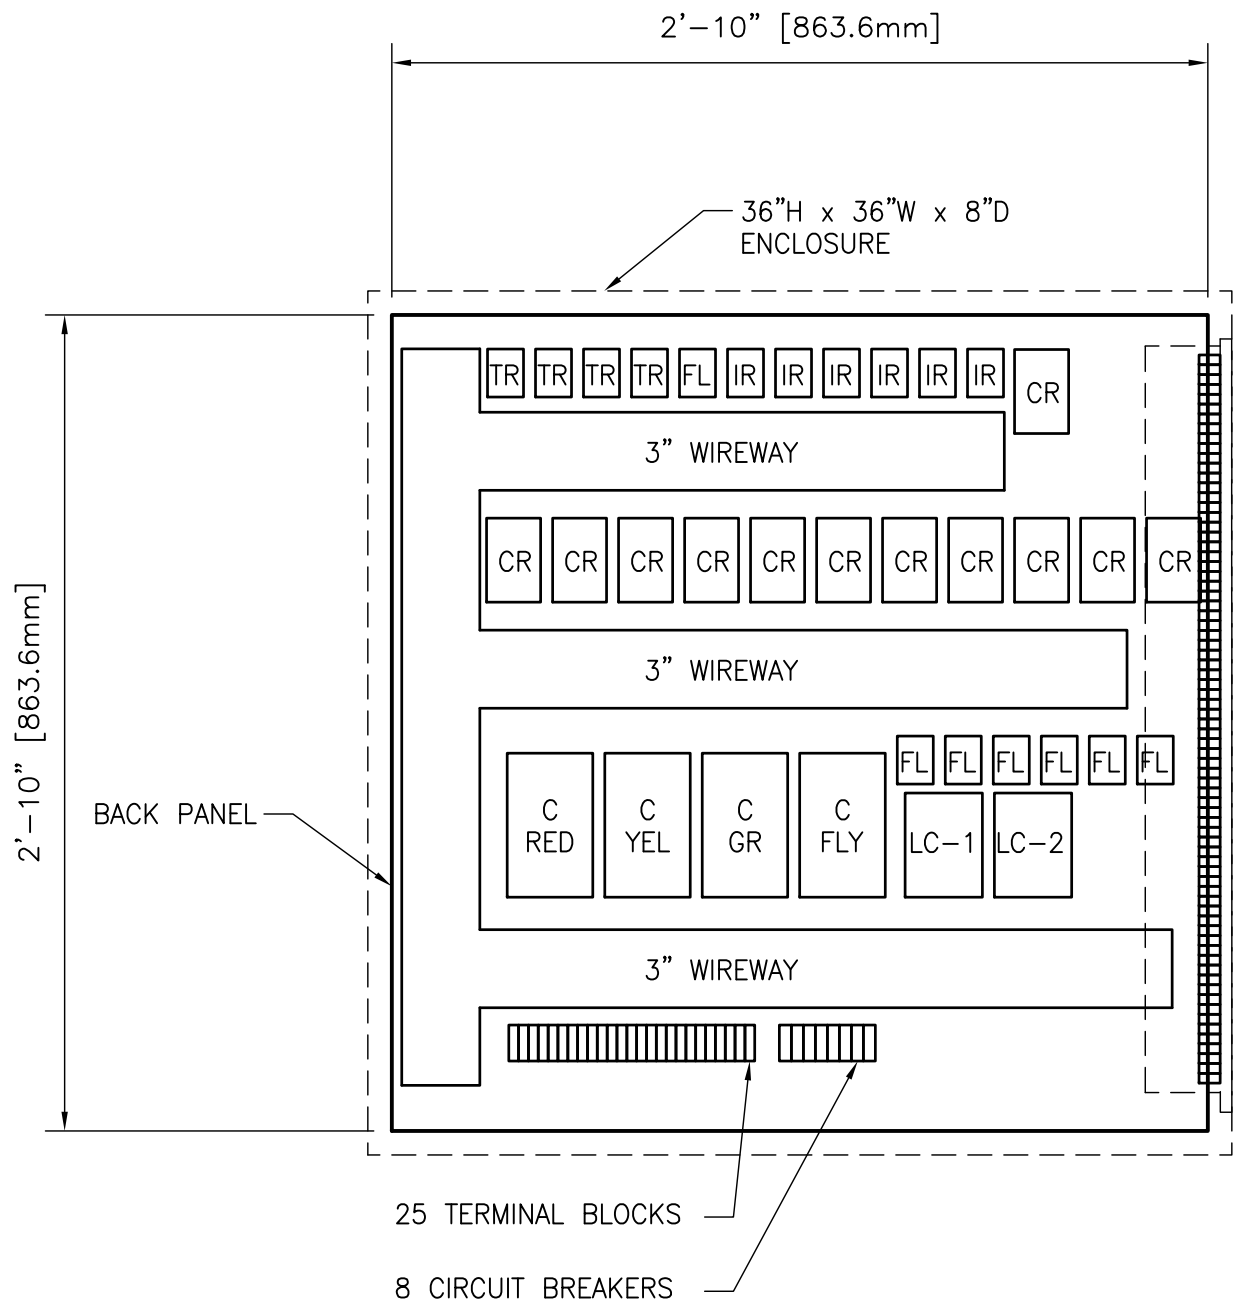 2'-10" [863.6mm]
36"H x 36"W x 8"D
ENCLOSURE
TR TR TR TR FL IR IR IR IR IR IR
CR
3" WIREWAY
CR CR CR CR CR CR CR CR CR CR CR
2'-10" [863.6mm]
3" WIREWAY
FL FL FL FL FL FL
BACK PANEL
C
RED
C
YEL
C
GR
C
FLY
LC-1
LC-2
3" WIREWAY
25 TERMINAL BLOCKS
8 CIRCUIT BREAKERS